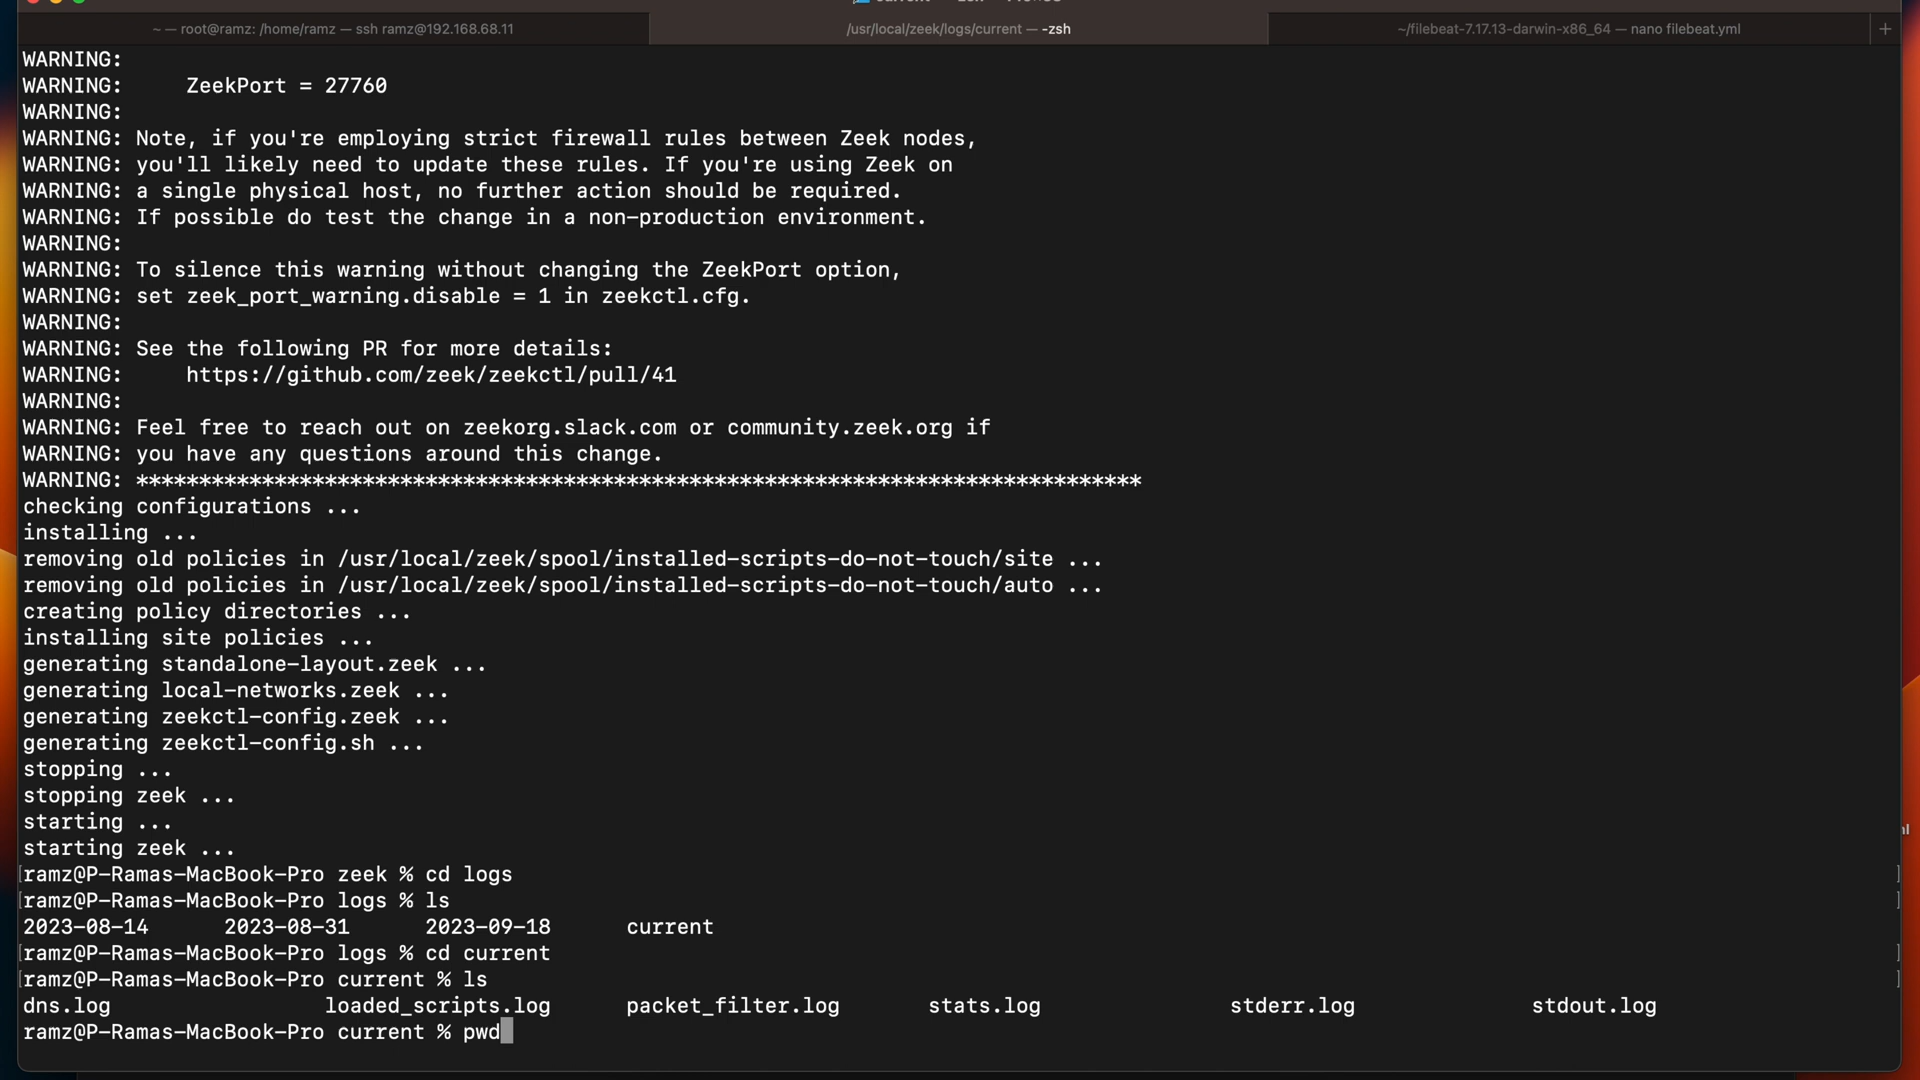 ~ — root@ramz: /home/ramz — ssh ramz@192.168.68.11
/usr/local/zeek/logs/current — -zsh
~/filebeat-7.17.13-darwin-x86_64 — nano filebeat.yml
+
WARNING:
WARNING:     ZeekPort = 27760
WARNING:
WARNING: Note, if you're employing strict firewall rules between Zeek nodes,
WARNING: you'll likely need to update these rules. If you're using Zeek on
WARNING: a single physical host, no further action should be required.
WARNING: If possible do test the change in a non-production environment.
WARNING:
WARNING: To silence this warning without changing the ZeekPort option,
WARNING: set zeek_port_warning.disable = 1 in zeekctl.cfg.
WARNING:
WARNING: See the following PR for more details:
WARNING:     https://github.com/zeek/zeekctl/pull/41
WARNING:
WARNING: Feel free to reach out on zeekorg.slack.com or community.zeek.org if
WARNING: you have any questions around this change.
WARNING: ********************************************************************************
checking configurations ...
installing ...
removing old policies in /usr/local/zeek/spool/installed-scripts-do-not-touch/site ...
removing old policies in /usr/local/zeek/spool/installed-scripts-do-not-touch/auto ...
creating policy directories ...
installing site policies ...
generating standalone-layout.zeek ...
generating local-networks.zeek ...
generating zeekctl-config.zeek ...
generating zeekctl-config.sh ...
stopping ...
stopping zeek ...
starting ...
starting zeek ...
[ramz@P-Ramas-MacBook-Pro zeek % cd logs ]
[ramz@P-Ramas-MacBook-Pro logs % ls ]
2023-08-14      2023-08-31      2023-09-18      current
[ramz@P-Ramas-MacBook-Pro logs % cd current ]
[ramz@P-Ramas-MacBook-Pro current % ls ]
dns.log                 loaded_scripts.log      packet_filter.log       stats.log               stderr.log              stdout.log
ramz@P-Ramas-MacBook-Pro current % pwd